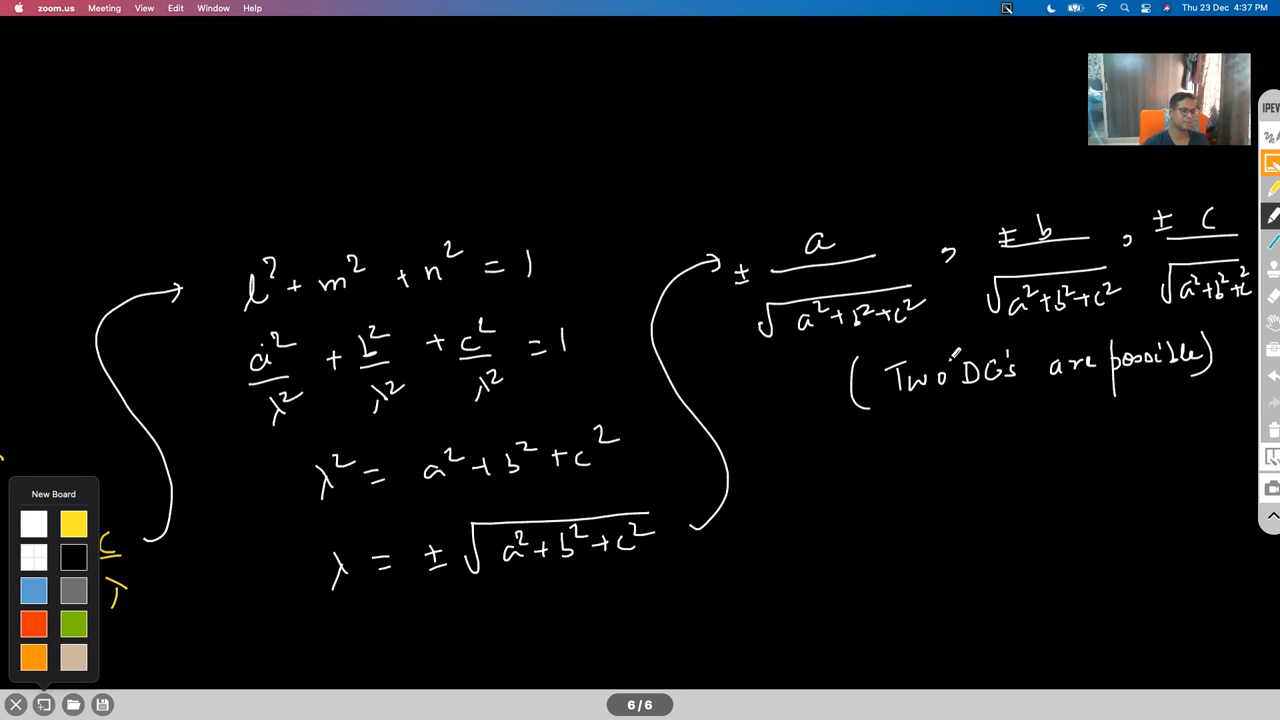 zoom.us Meeting View Edit Window Help Thu 23 Dec 4:37 PM
IPEV
l² + m² + n² = 1
a²/λ² + b²/λ² + c²/λ² = 1
λ² = a² + b² + c²
λ = ± √(a² + b² + c²)
± a/√(a² + b² + c²) , ± b/√(a² + b² + c²) , ± c/√(a² + b² + c²)
(Two DC's are possible)
New Board
c/λ
6 / 6